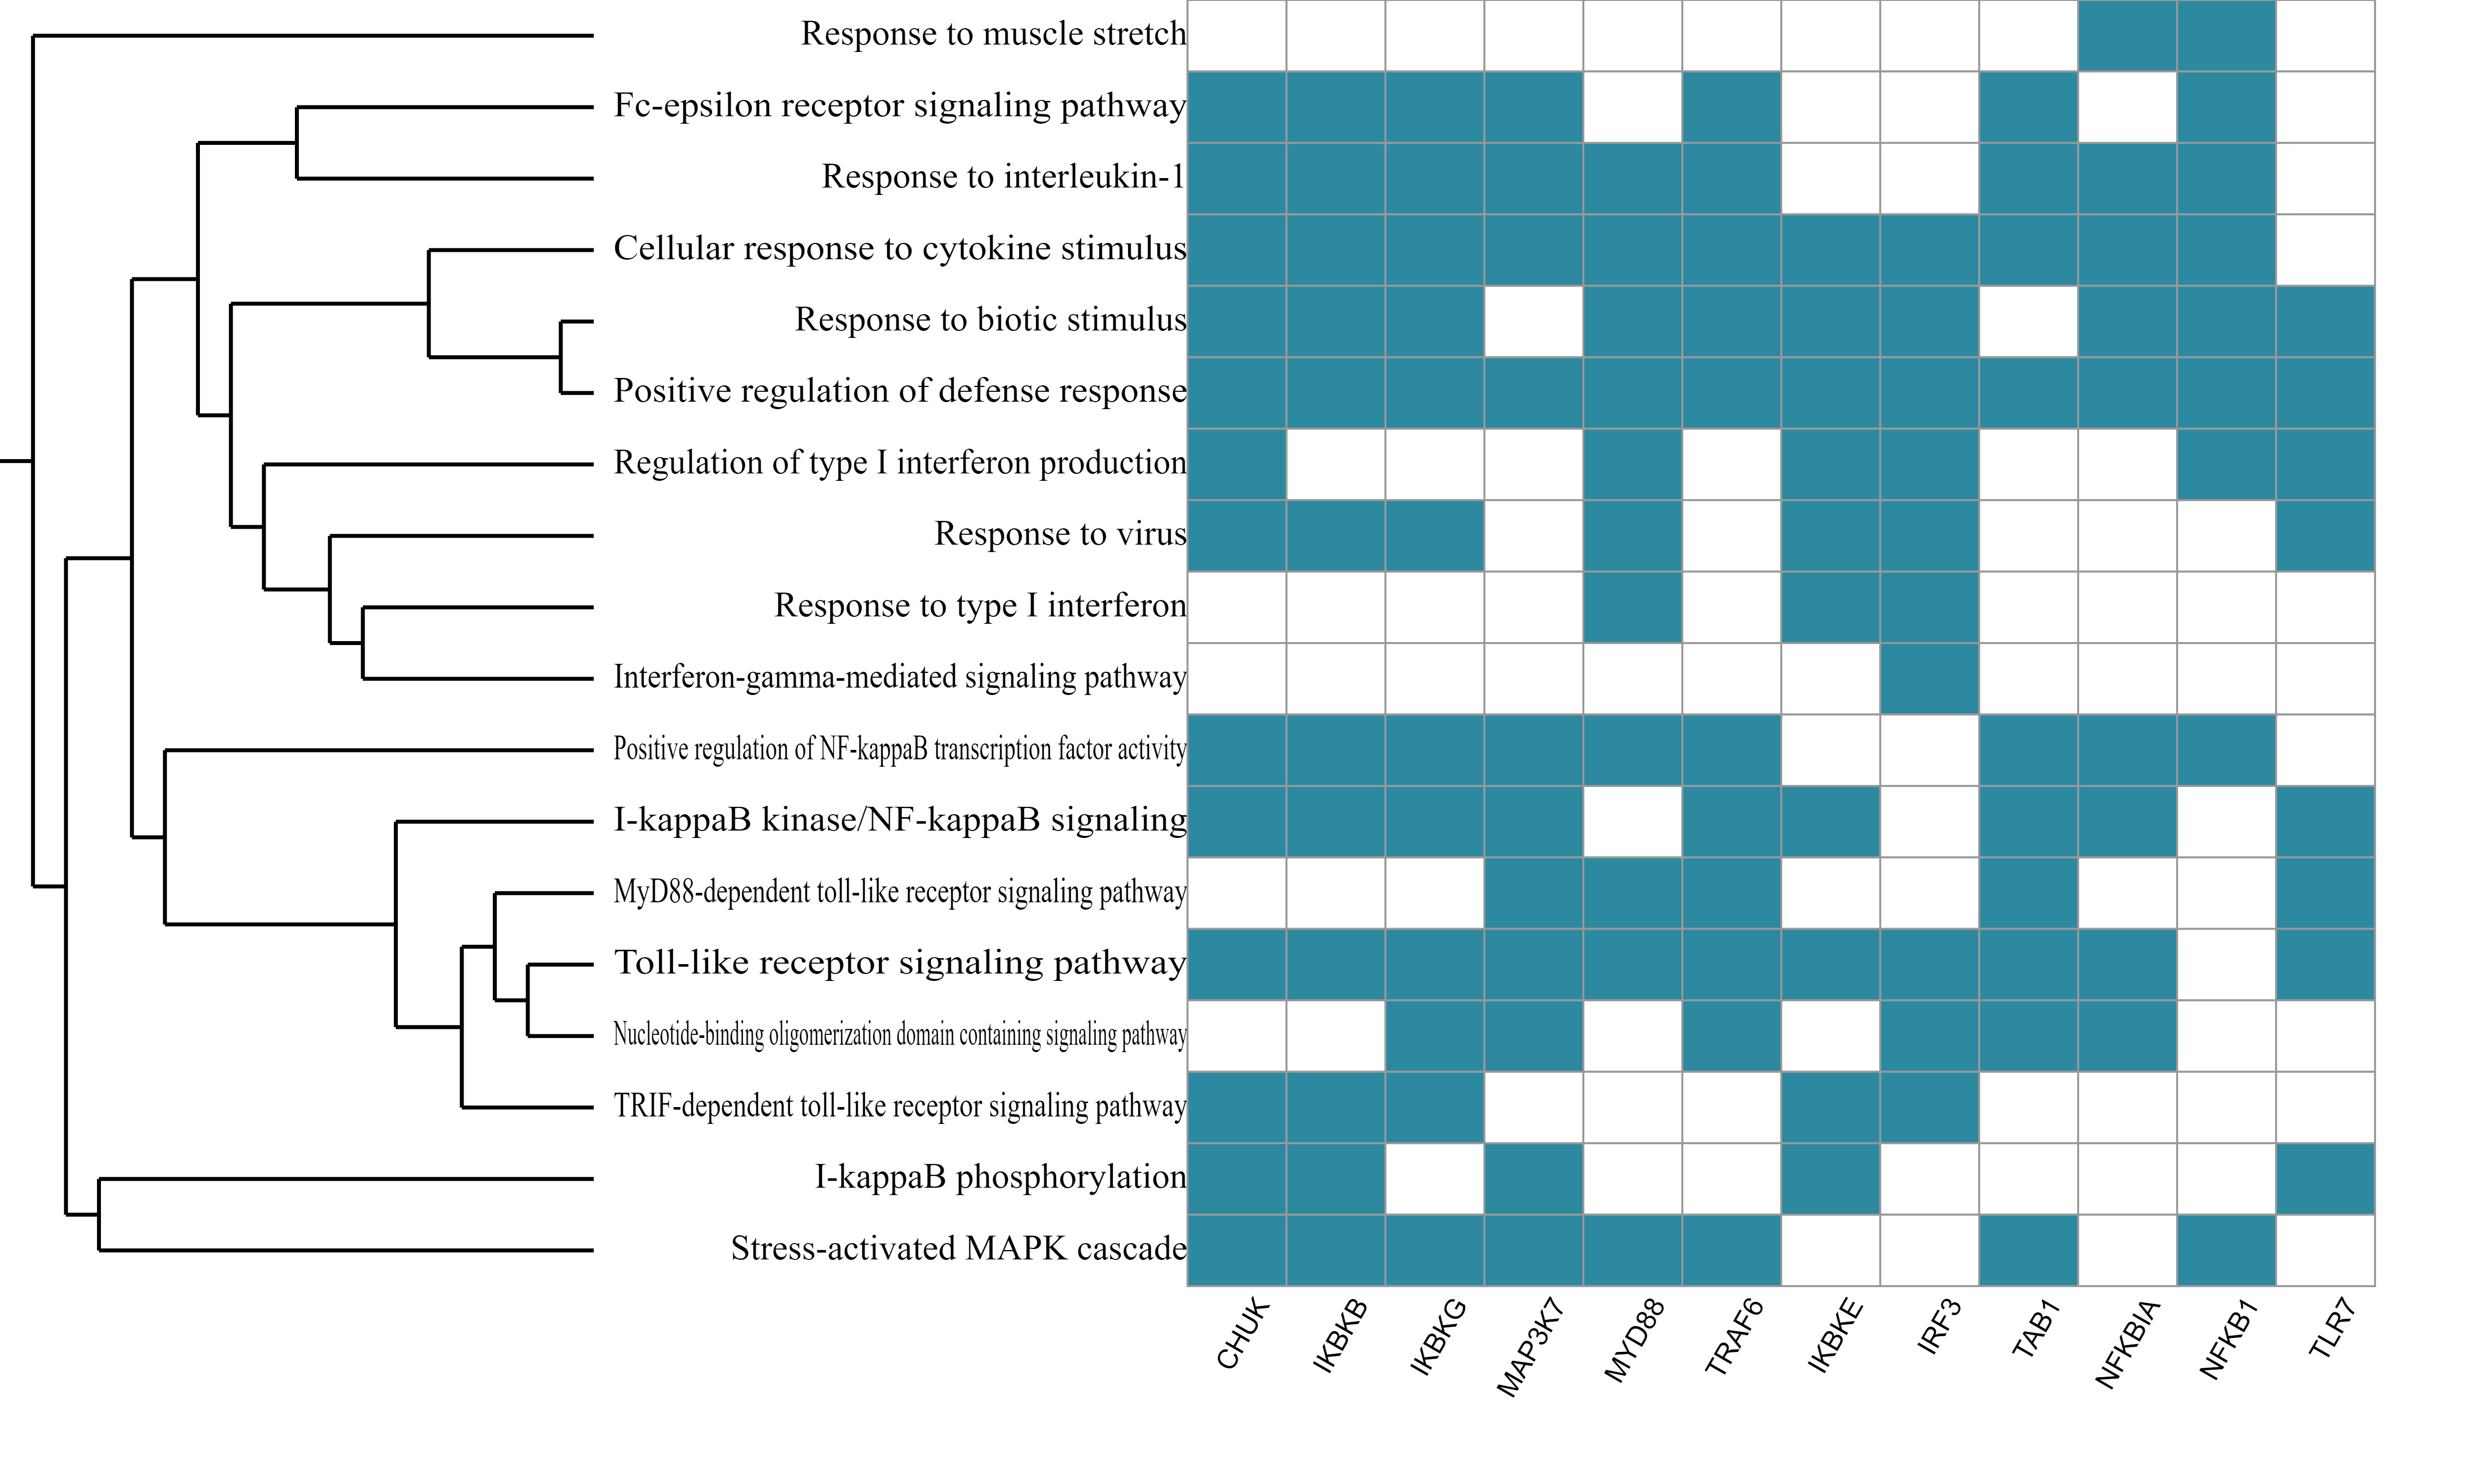 Response to muscle stretch
Fc-epsilon receptor signaling pathway
Response to interleukin-1
Cellular response to cytokine stimulus
Response to biotic stimulus
Positive regulation of defense response
Regulation of type I interferon production
Response to virus
Response to type I interferon
Interferon-gamma-mediated signaling pathway
Positive regulation of NF-kappaB transcription factor activity
I-kappaB kinase/NF-kappaB signaling
MyD88-dependent toll-like receptor signaling pathway
Toll-like receptor signaling pathway
Nucleotide-binding oligomerization domain containing signaling pathway
TRIF-dependent toll-like receptor signaling pathway
I-kappaB phosphorylation
Stress-activated MAPK cascade
CHUK
IKBKB
IKBKG
MAP3K7
MYD88
TRAF6
IKBKE
IRF3
TAB1
NFKBIA
NFKB1
TLR7